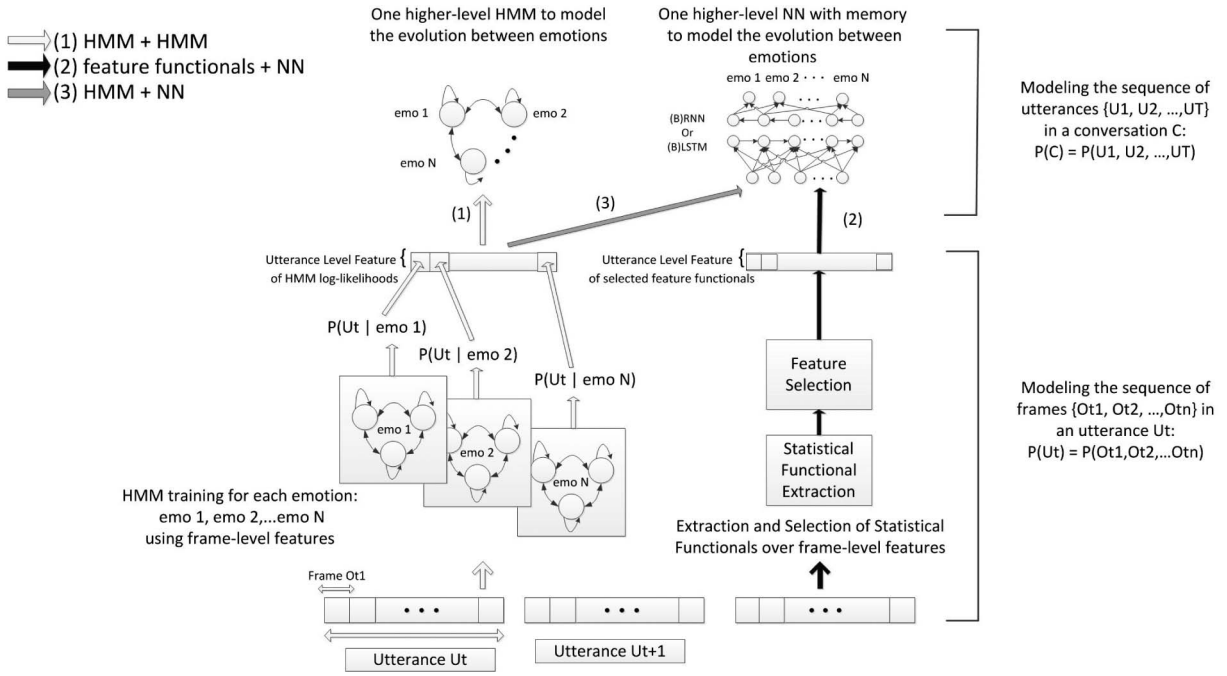 (1) HMM + HMM
(2) feature functionals + NN
(3) HMM + NN
One higher-level HMM to model
the evolution between emotions
emo 1
emo 2
emo N
One higher-level NN with memory
to model the evolution between
emotions
emo 1 emo 2 · · · emo N
(B)RNN
Or
(B)LSTM
Modeling the sequence of
utterances {U1, U2, ...,UT}
in a conversation C:
P(C) = P(U1, U2, ...,UT)
(1)
(3)
(2)
Utterance Level Feature {
of HMM log-likelihoods
Utterance Level Feature {
of selected feature functionals
P(Ut | emo 1)
P(Ut | emo 2)
P(Ut | emo N)
emo 1
emo 2
emo N
HMM training for each emotion:
emo 1, emo 2,...emo N
using frame-level features
Feature
Selection
Statistical
Functional
Extraction
Extraction and Selection of Statistical
Functionals over frame-level features
Modeling the sequence of
frames {Ot1, Ot2, ...,Otn} in
an utterance Ut:
P(Ut) = P(Ot1,Ot2,...Otn)
Frame Ot1
Utterance Ut
Utterance Ut+1